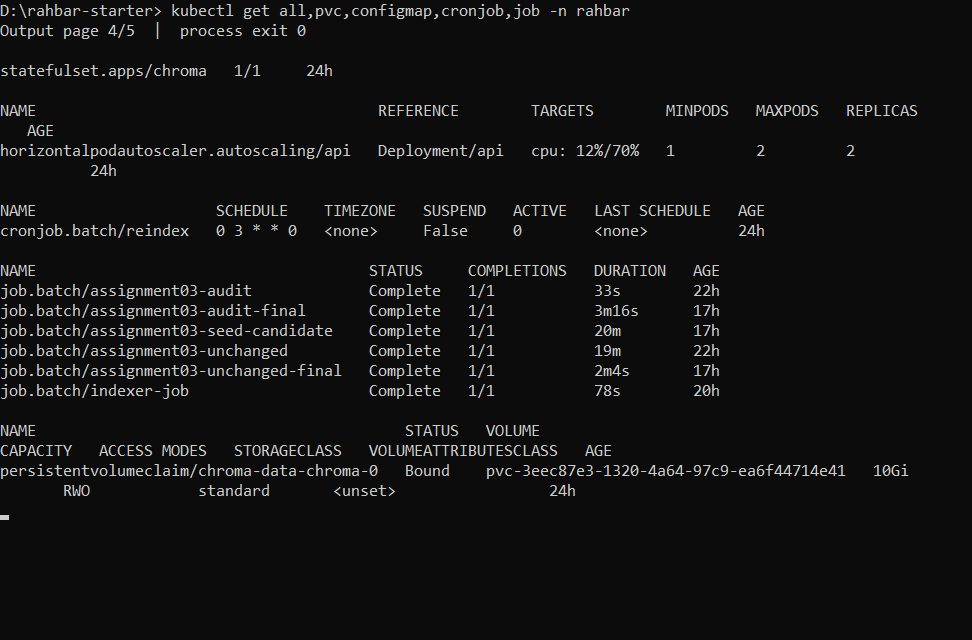 D:\rahbar-starter> kubectl get all,pvc,configmap,cronjob,job -n rahbar
Output page 4/5  |  process exit 0
statefulset.apps/chroma   1/1     24h
NAME                                      REFERENCE        TARGETS        MINPODS   MAXPODS   REPLICAS
   AGE
horizontalpodautoscaler.autoscaling/api   Deployment/api   cpu: 12%/70%   1         2         2
          24h
NAME                    SCHEDULE    TIMEZONE   SUSPEND   ACTIVE   LAST SCHEDULE   AGE
cronjob.batch/reindex   0 3 * * 0   <none>     False     0        <none>          24h
NAME                                     STATUS     COMPLETIONS   DURATION   AGE
job.batch/assignment03-audit             Complete   1/1           33s        22h
job.batch/assignment03-audit-final       Complete   1/1           3m16s      17h
job.batch/assignment03-seed-candidate    Complete   1/1           20m        17h
job.batch/assignment03-unchanged         Complete   1/1           19m        22h
job.batch/assignment03-unchanged-final   Complete   1/1           2m4s       17h
job.batch/indexer-job                    Complete   1/1           78s        20h
NAME                                         STATUS   VOLUME
CAPACITY   ACCESS MODES   STORAGECLASS   VOLUMEATTRIBUTESCLASS   AGE
persistentvolumeclaim/chroma-data-chroma-0   Bound    pvc-3eec87e3-1320-4a64-97c9-ea6f44714e41   10Gi
       RWO            standard       <unset>                 24h